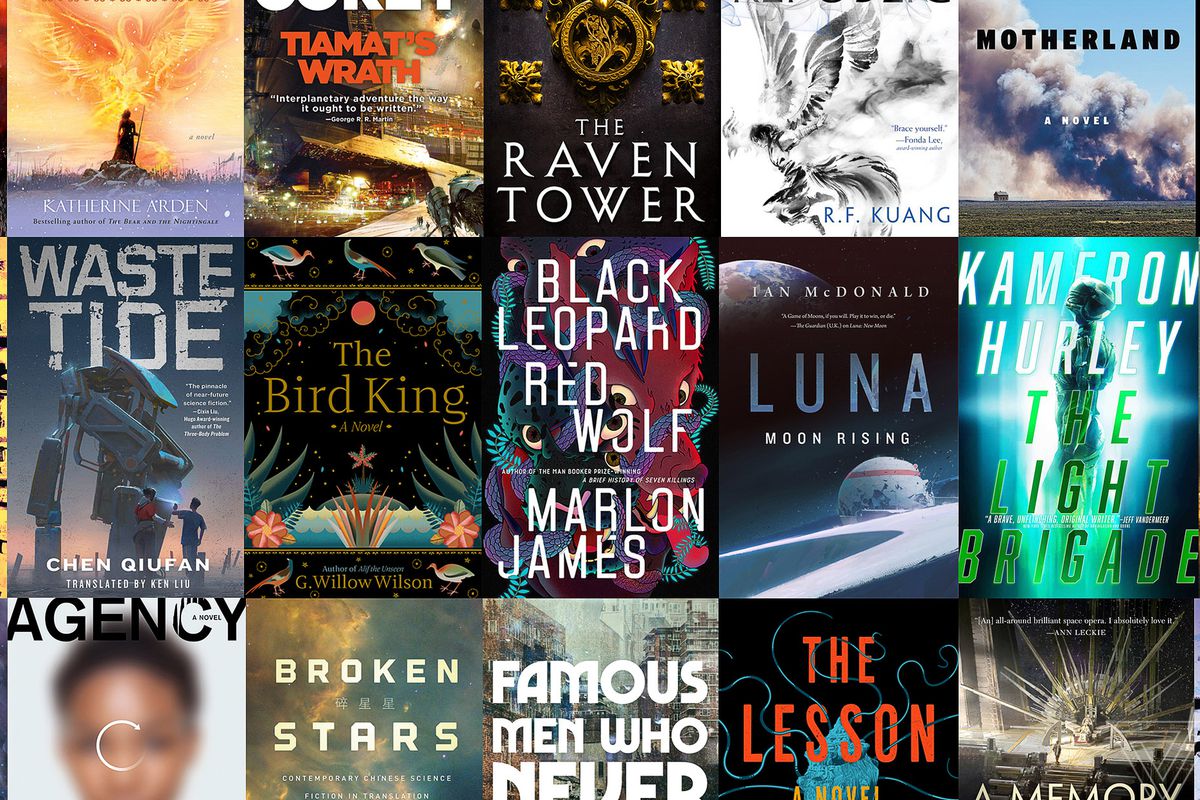 a novel
KATHERINE ARDEN
Bestselling author of THE BEAR AND THE NIGHTINGALE
COREY
TIAMAT'S
WRATH
"Interplanetary adventure the way
it ought to be written."
—George R. R. Martin
THE
RAVEN
TOWER
REPUBLIC
"Brace yourself."
—Fonda Lee,
award-winning author
R.F. KUANG
MOTHERLAND
A NOVEL
WASTE
TIDE
"The pinnacle
of near-future
science fiction."
—Cixin Liu,
Hugo Award-winning
author of The
Three-Body Problem
CHEN QIUFAN
TRANSLATED BY KEN LIU
The
Bird King
• A Novel •
Author of Alif the Unseen
G. WILLOW WILSON
BLACK
LEOPARD
RED
WOLF
AUTHOR OF THE MAN BOOKER PRIZE-WINNING
A BRIEF HISTORY OF SEVEN KILLINGS
MARLON
JAMES
IAN McDONALD
"A Game of Moons, if you will. Play it to win, or die."
—The Guardian (U.K.) on Luna: New Moon
LUNA
MOON RISING
KAMERON
HURLEY
THE
LIGHT
"A BRAVE, UNFLINCHING, ORIGINAL WRITER." —JEFF VANDERMEER
BRIGADE
AGENCY
A NOVEL
BROKEN
碎星星
STARS
CONTEMPORARY CHINESE SCIENCE
FICTION IN TRANSLATION
FAMOUS
MEN WHO
NEVER
THE
LESSON
A NOVEL
"[An] all-around brilliant space opera. I absolutely love it."
—ANN LECKIE
A MEMORY